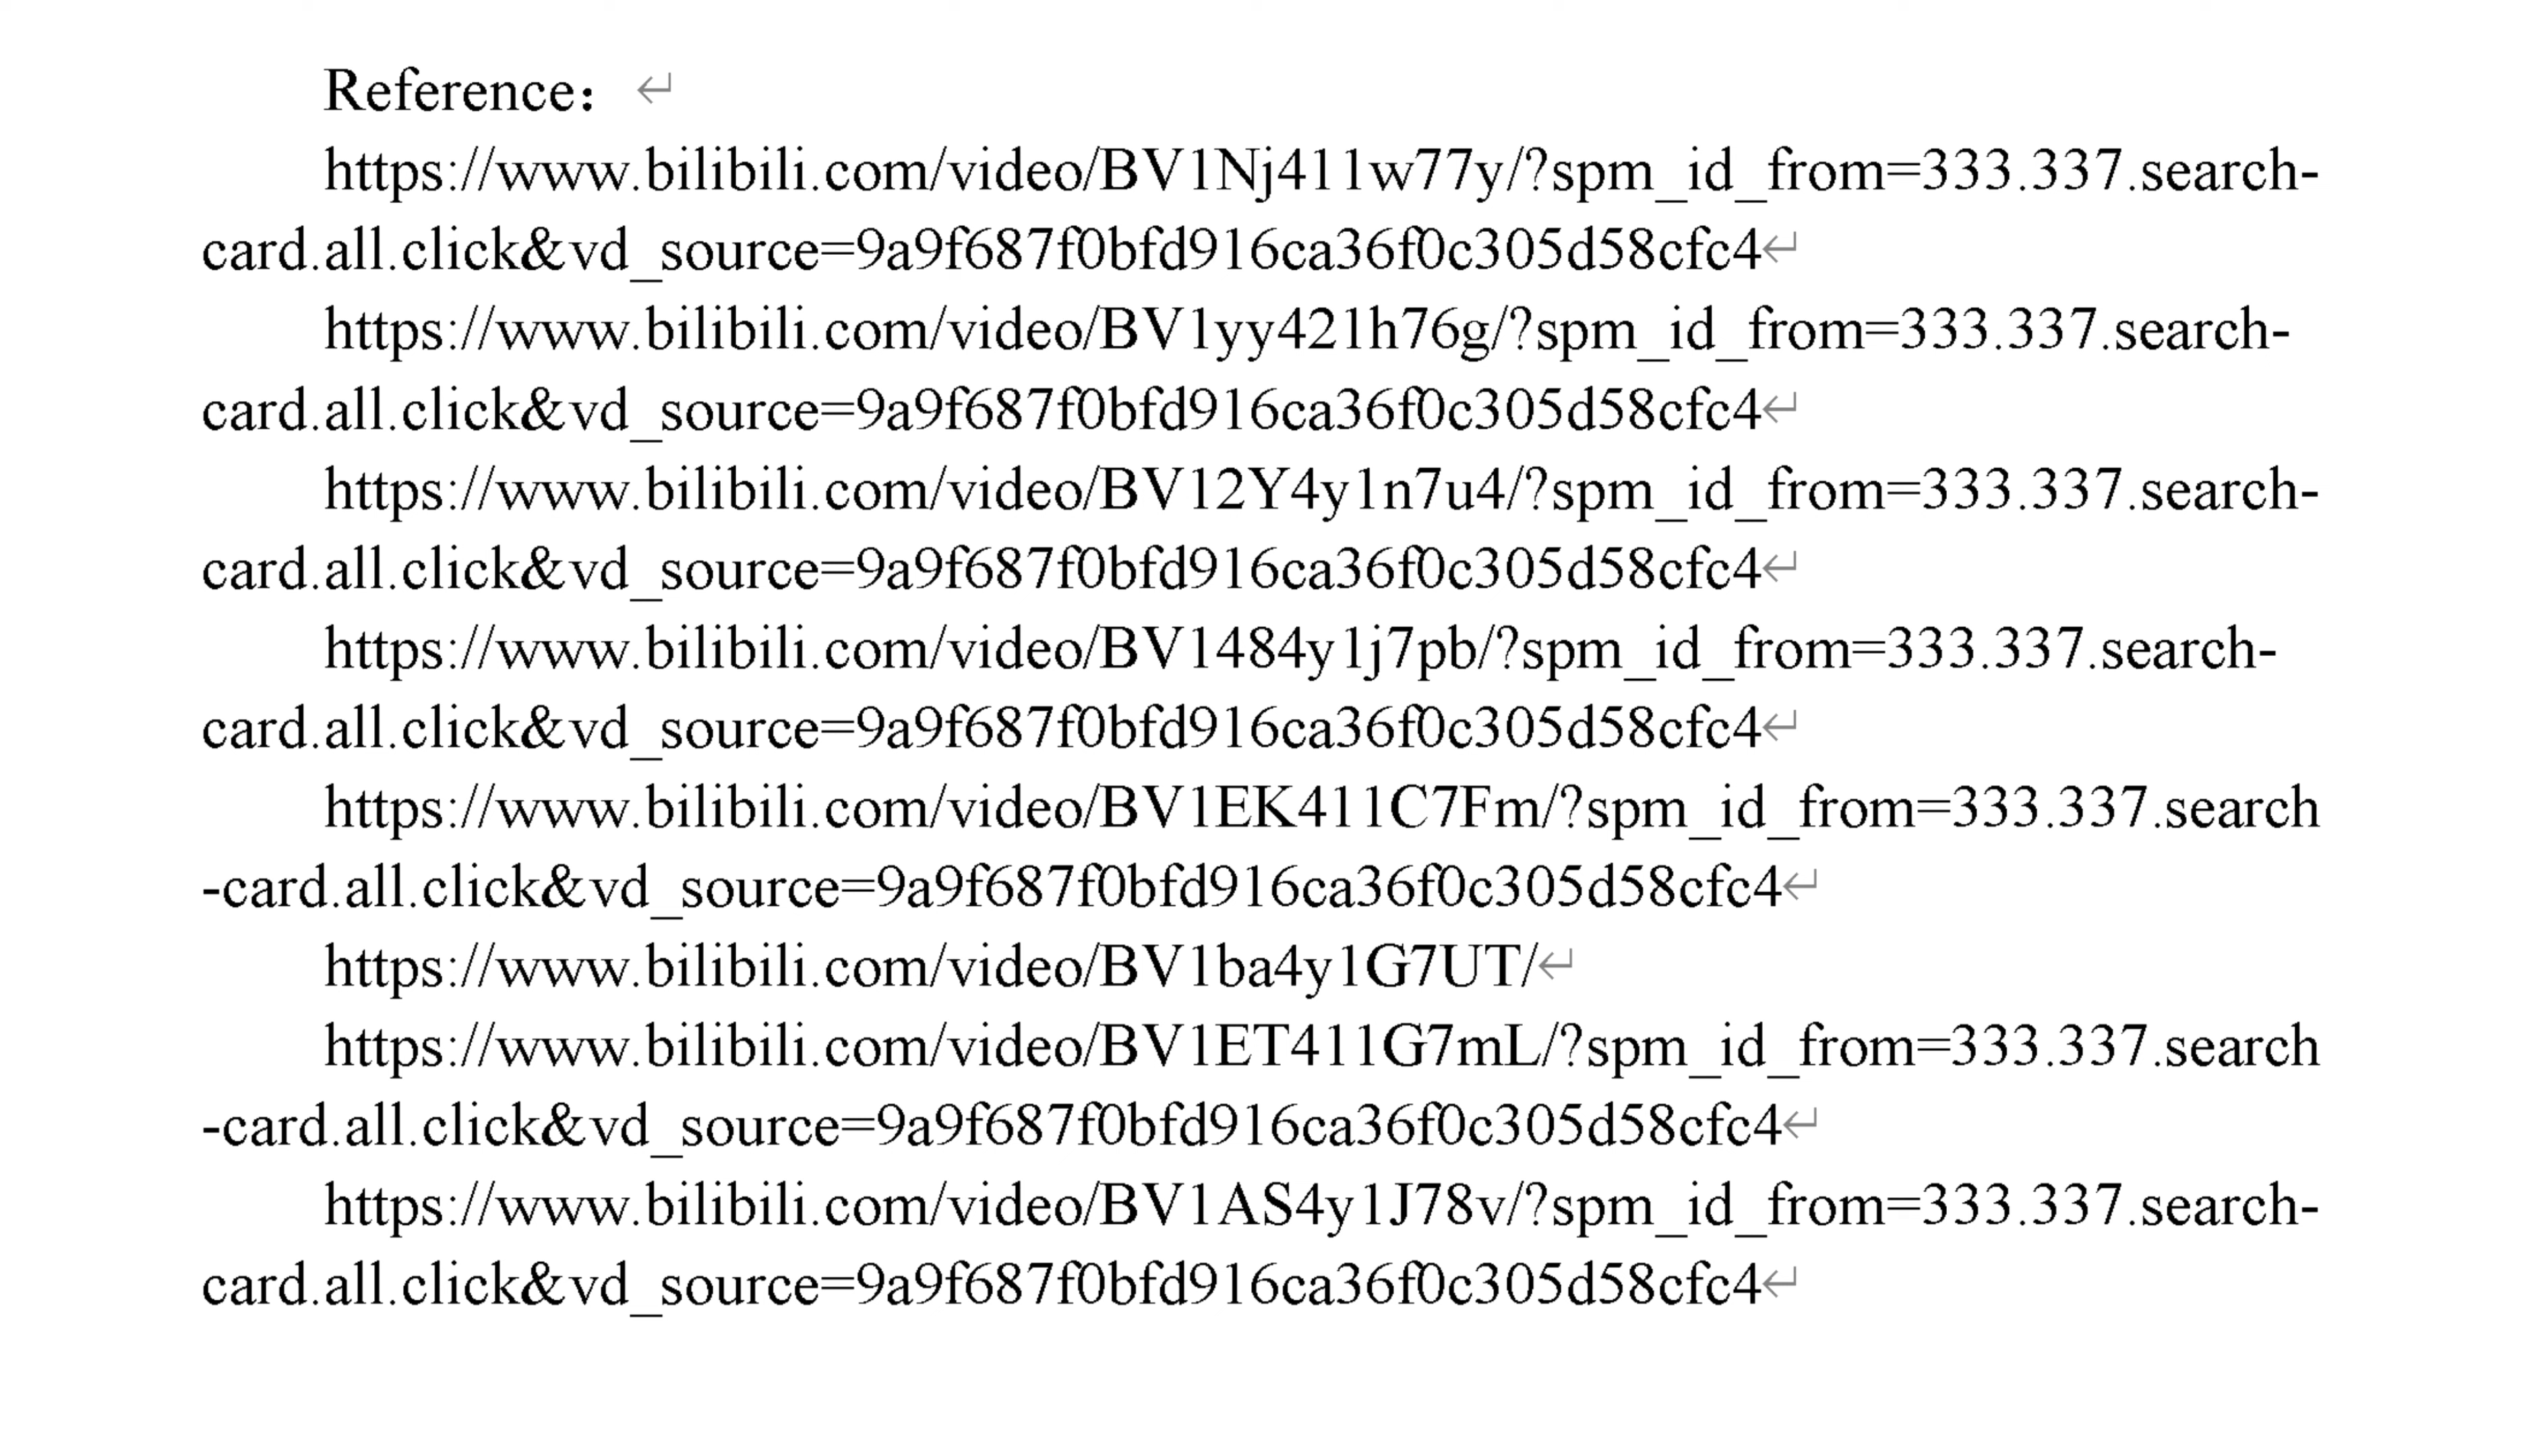 Reference：
https://www.bilibili.com/video/BV1Nj411w77y/?spm_id_from=333.337.search-
card.all.click&vd_source=9a9f687f0bfd916ca36f0c305d58cfc4
https://www.bilibili.com/video/BV1yy421h76g/?spm_id_from=333.337.search-
card.all.click&vd_source=9a9f687f0bfd916ca36f0c305d58cfc4
https://www.bilibili.com/video/BV12Y4y1n7u4/?spm_id_from=333.337.search-
card.all.click&vd_source=9a9f687f0bfd916ca36f0c305d58cfc4
https://www.bilibili.com/video/BV1484y1j7pb/?spm_id_from=333.337.search-
card.all.click&vd_source=9a9f687f0bfd916ca36f0c305d58cfc4
https://www.bilibili.com/video/BV1EK411C7Fm/?spm_id_from=333.337.search
-card.all.click&vd_source=9a9f687f0bfd916ca36f0c305d58cfc4
https://www.bilibili.com/video/BV1ba4y1G7UT/
https://www.bilibili.com/video/BV1ET411G7mL/?spm_id_from=333.337.search
-card.all.click&vd_source=9a9f687f0bfd916ca36f0c305d58cfc4
https://www.bilibili.com/video/BV1AS4y1J78v/?spm_id_from=333.337.search-
card.all.click&vd_source=9a9f687f0bfd916ca36f0c305d58cfc4